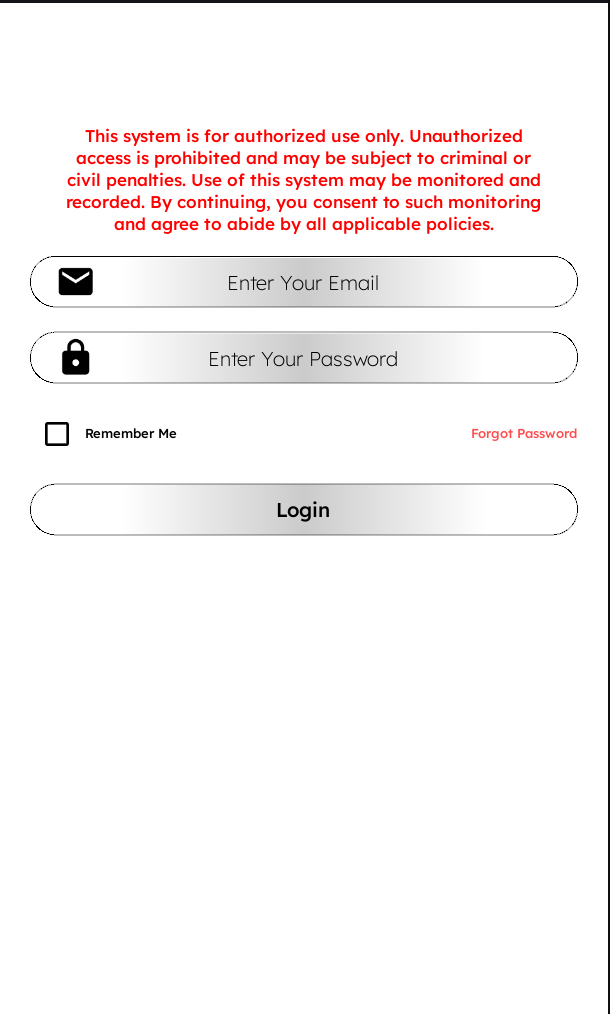 This system is for authorized use only. Unauthorized
access is prohibited and may be subject to criminal or
civil penalties. Use of this system may be monitored and
recorded. By continuing, you consent to such monitoring
and agree to abide by all applicable policies.
Enter Your Email
Enter Your Password
Remember Me
Forgot Password
Login